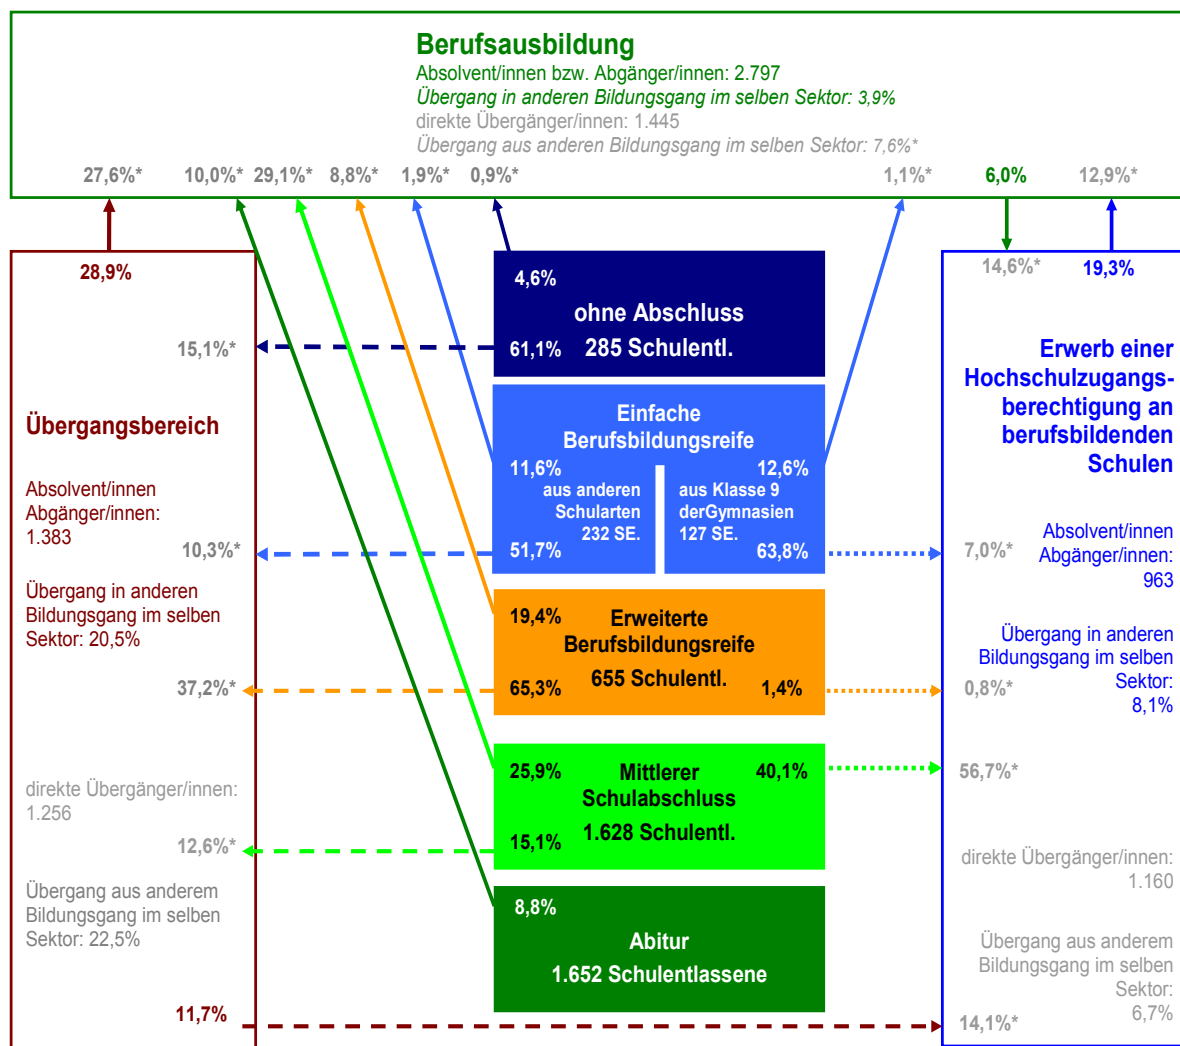 Berufsausbildung
Absolvent/innen bzw. Abgänger/innen: 2.797
Übergang in anderen Bildungsgang im selben Sektor: 3,9%
direkte Übergänger/innen: 1.445
Übergang aus anderen Bildungsgang im selben Sektor: 7,6%*
27,6%* 10,0%* 29,1%* 8,8%* 1,9%* 0,9%* 1,1%* 6,0% 12,9%*
28,9%
15,1%*
Übergangsbereich
Absolvent/innen
Abgänger/innen:
1.383
10,3%*
Übergang in anderen
Bildungsgang im selben
Sektor: 20,5%
37,2%*
direkte Übergänger/innen:
1.256
12,6%*
Übergang aus anderem
Bildungsgang im selben
Sektor: 22,5%
11,7%
4,6%
ohne Abschluss
61,1% 285 Schulentl.
Einfache
Berufsbildungsreife
11,6% 12,6%
aus anderen
Schularten
232 SE.
51,7%
aus Klasse 9
derGymnasien
127 SE.
63,8%
19,4% Erweiterte
Berufsbildungsreife
655 Schulentl.
65,3% 1,4%
25,9% Mittlerer 40,1%
Schulabschluss
1.628 Schulentl.
15,1%
8,8%
Abitur
1.652 Schulentlassene
14,6%* 19,3%
Erwerb einer
Hochschulzugangs-
berechtigung an
berufsbildenden
Schulen
Absolvent/innen
Abgänger/innen:
963
7,0%*
Übergang in anderen
Bildungsgang im selben
Sektor:
8,1%
0,8%*
56,7%*
direkte Übergänger/innen:
1.160
Übergang aus anderem
Bildungsgang im selben
Sektor:
6,7%
14,1%*